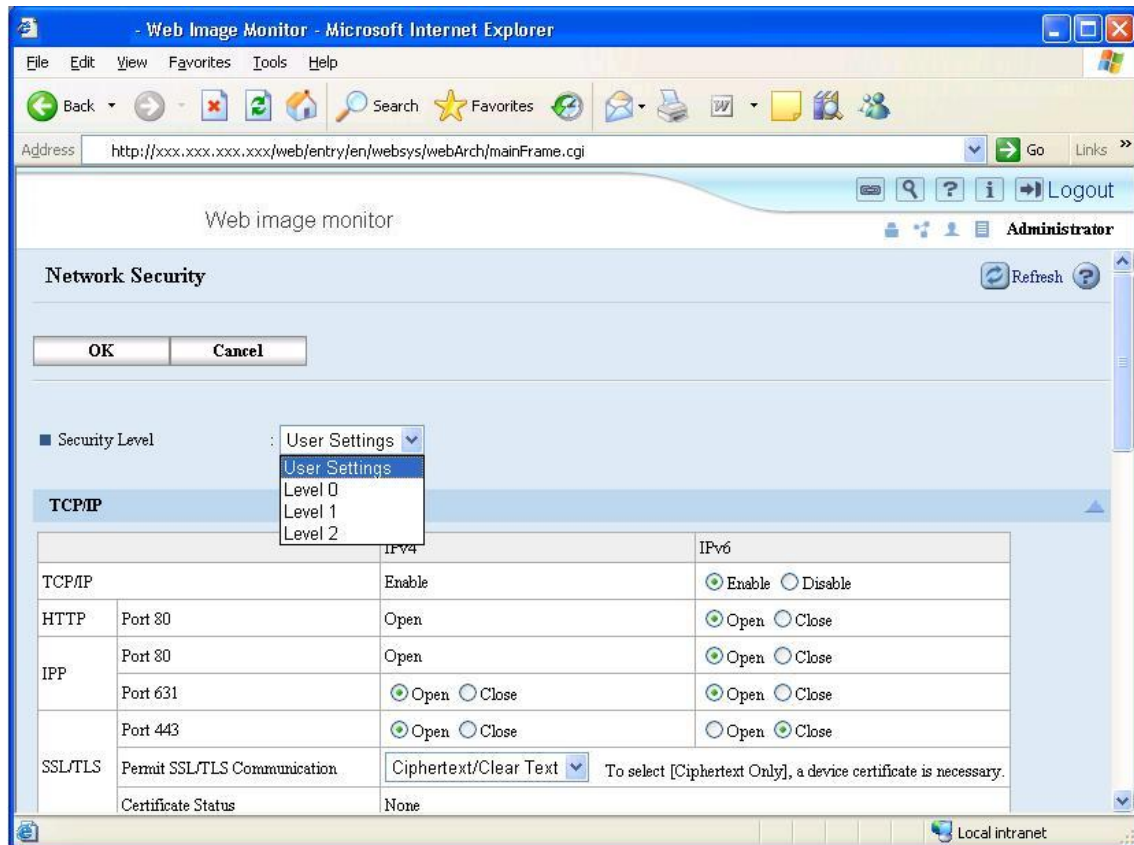 - Web Image Monitor - Microsoft Internet Explorer
File Edit View Favorites Tools Help
Back Search Favorites
Address http://xxx.xxx.xxx.xxx/web/entry/en/websys/webArch/mainFrame.cgi Go Links »
Logout
Web image monitor
Administrator
Network Security Refresh
OK Cancel
Security Level : User Settings
User Settings
Level 0
Level 1
Level 2
TCP/IP
IPv4 IPv6
TCP/IP Enable Enable Disable
HTTP Port 80 Open Open Close
IPP Port 80 Open Open Close
Port 631 Open Close Open Close
SSL/TLS Port 443 Open Close Open Close
Permit SSL/TLS Communication Ciphertext/Clear Text To select [Ciphertext Only], a device certificate is necessary.
Certificate Status None
Local intranet